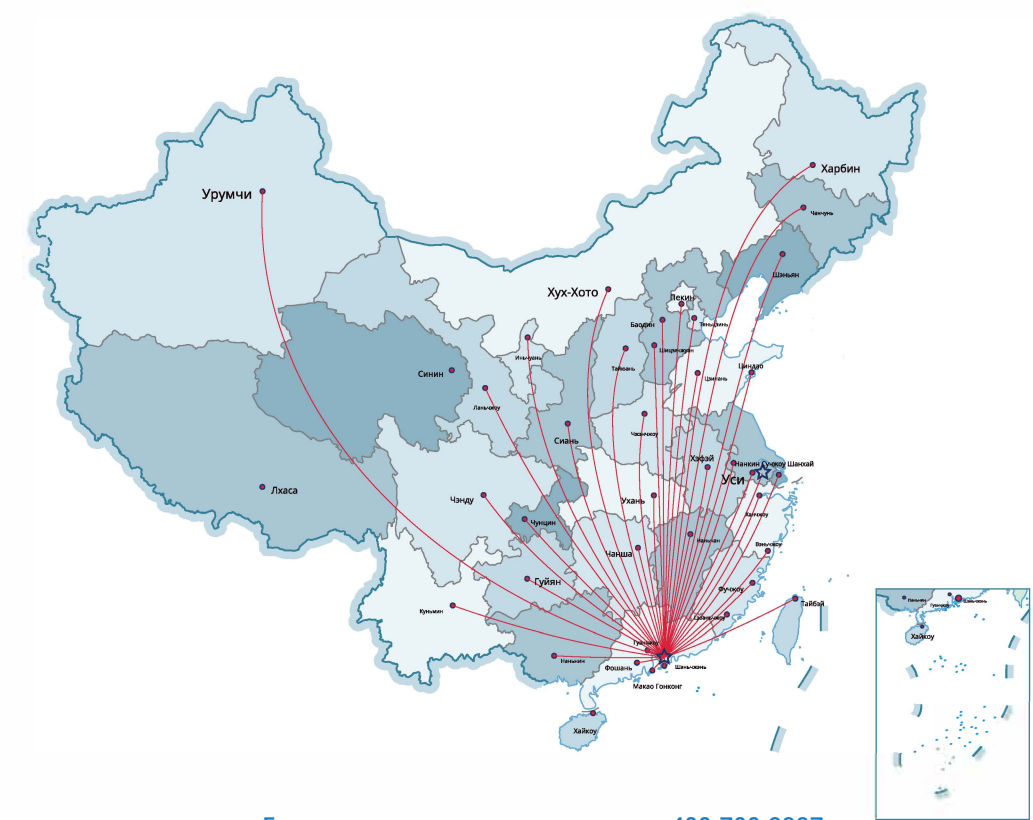 Харбин
Урумчи
Чанчунь
Шэньян
Хух-Хото
Пекин
Баодин
Тяньцзинь
Иньчуань
Шицзячжуан
Тайюань
Циндао
Синин
Цзинань
Ланьчжоу
Чжэнчжоу
Сиань
Хэфэй
Нанкин Сучжоу Шанхай
Уси
Лхаса
Чэнду
Ухань
Ханчжоу
Чунцин
Наньчан
Вэньчжоу
Чанша
Гуйян
Фучжоу
Куньмин
Тайбэй
Гуанчжоу
Наньнин
Фошань
Шэньчжэнь
Макао Гонконг
Хайкоу
Наньнин
Гуанчжоу
Шэньчжэнь
Хайкоу